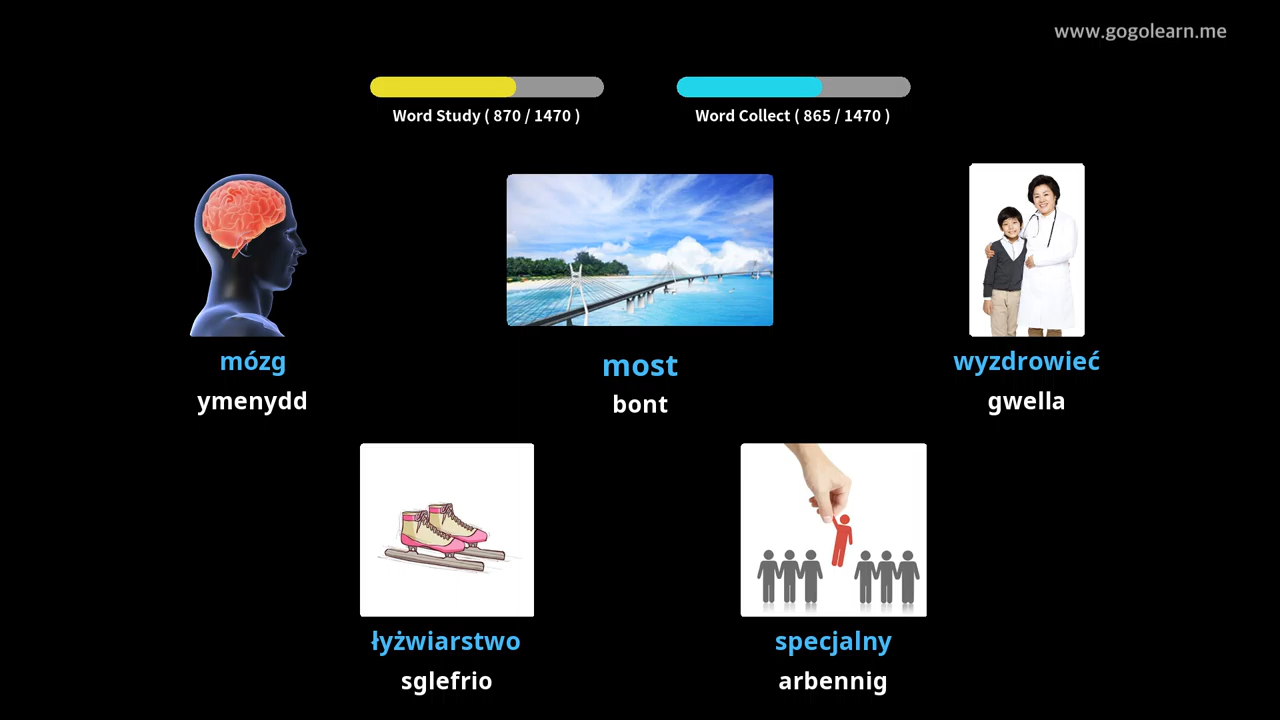 www.gogolearn.me
Word Study ( 870 / 1470 )
Word Collect ( 865 / 1470 )
mózg
ymenydd
most
bont
wyzdrowieć
gwella
łyżwiarstwo
sglefrio
specjalny
arbennig